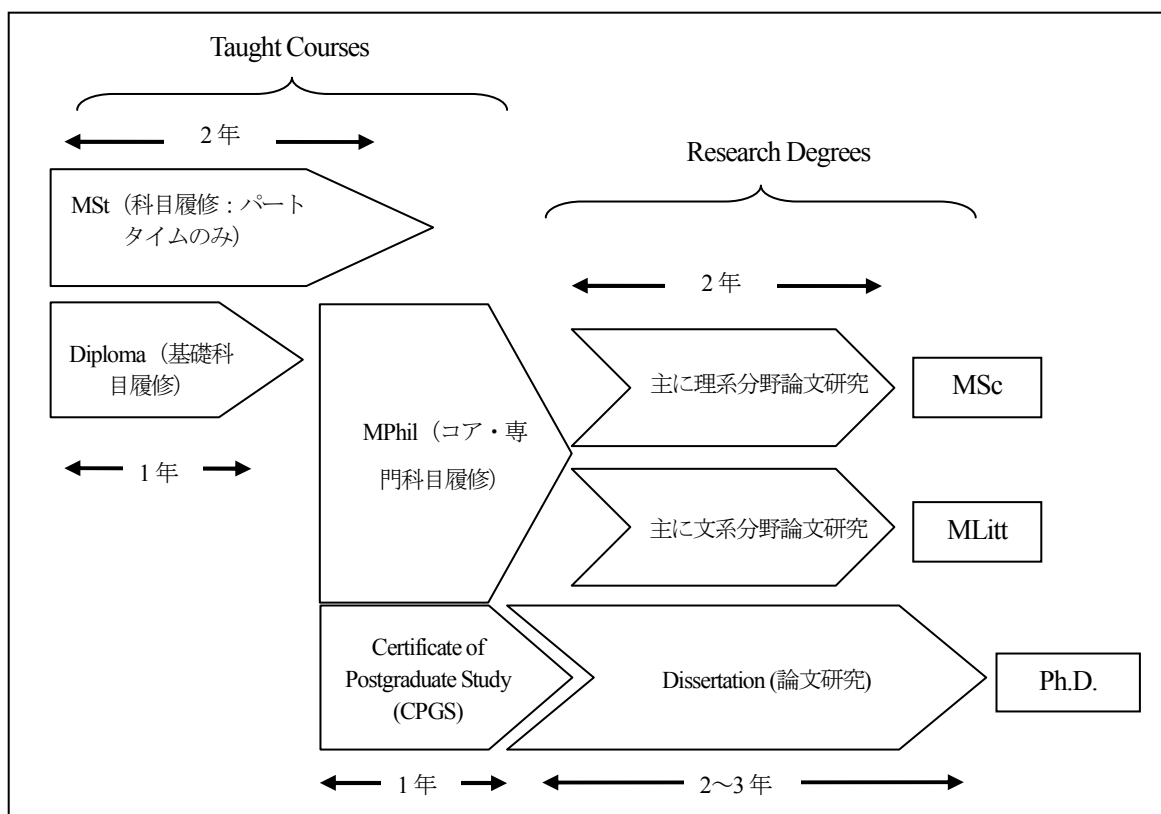 Taught Courses
2 年
Research Degrees
MSt（科目履修：パート
タイムのみ）
2 年
Diploma（基礎科
目履修）
主に理系分野論文研究
MSc
MPhil（コア・専
門科目履修）
1 年
主に文系分野論文研究
MLitt
Certificate of
Postgraduate Study
(CPGS)
Dissertation (論文研究)
Ph.D.
1 年
2～3 年